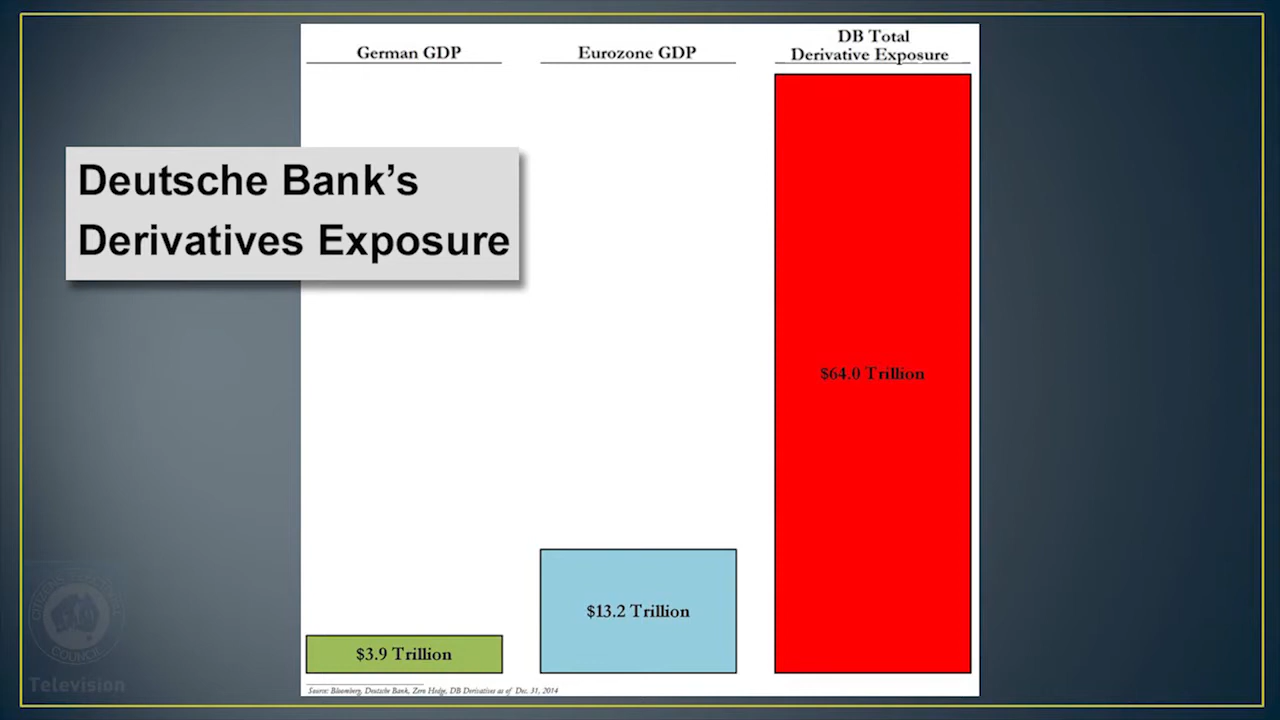 German GDP
Eurozone GDP
DB Total
Derivative Exposure
Deutsche Bank’s
Derivatives Exposure
$64.0 Trillion
$13.2 Trillion
$3.9 Trillion
Source: Bloomberg, Deutsche Bank, Zero Hedge, DB Derivatives as of Dec. 31, 2014
COUNCIL
Television